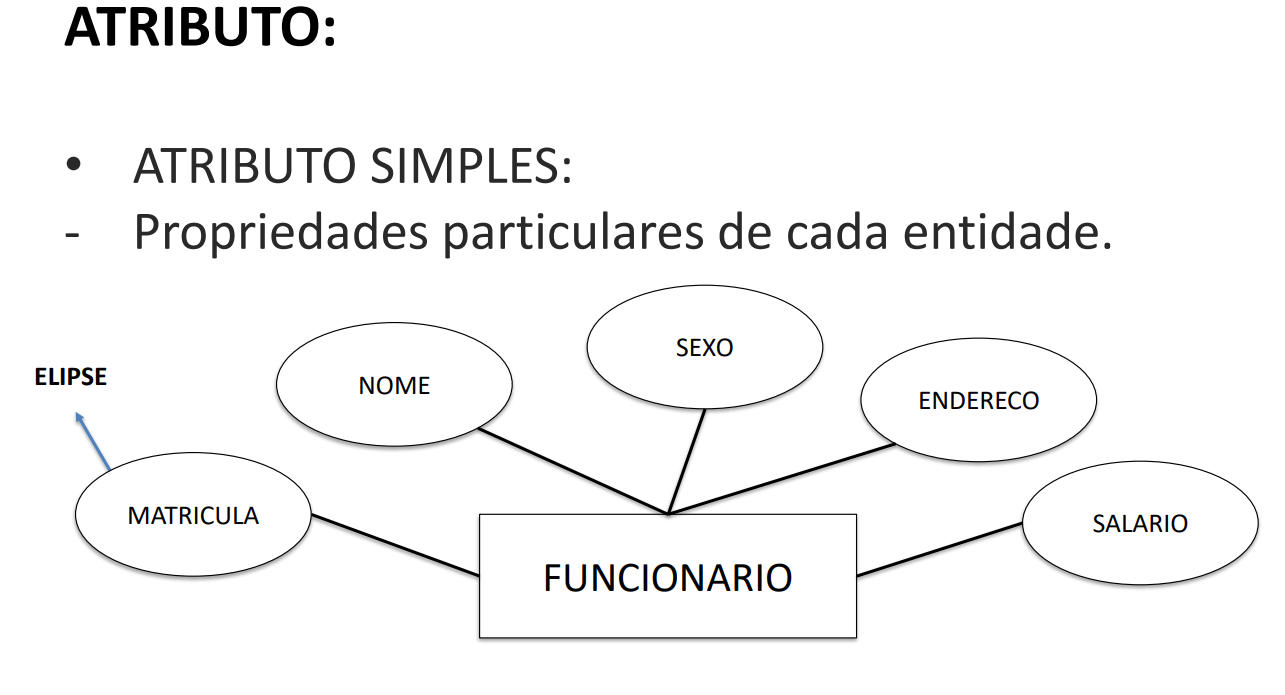 ATRIBUTO:
• ATRIBUTO SIMPLES:
- Propriedades particulares de cada entidade.
SEXO
ELIPSE
NOME
ENDERECO
MATRICULA
SALARIO
FUNCIONARIO